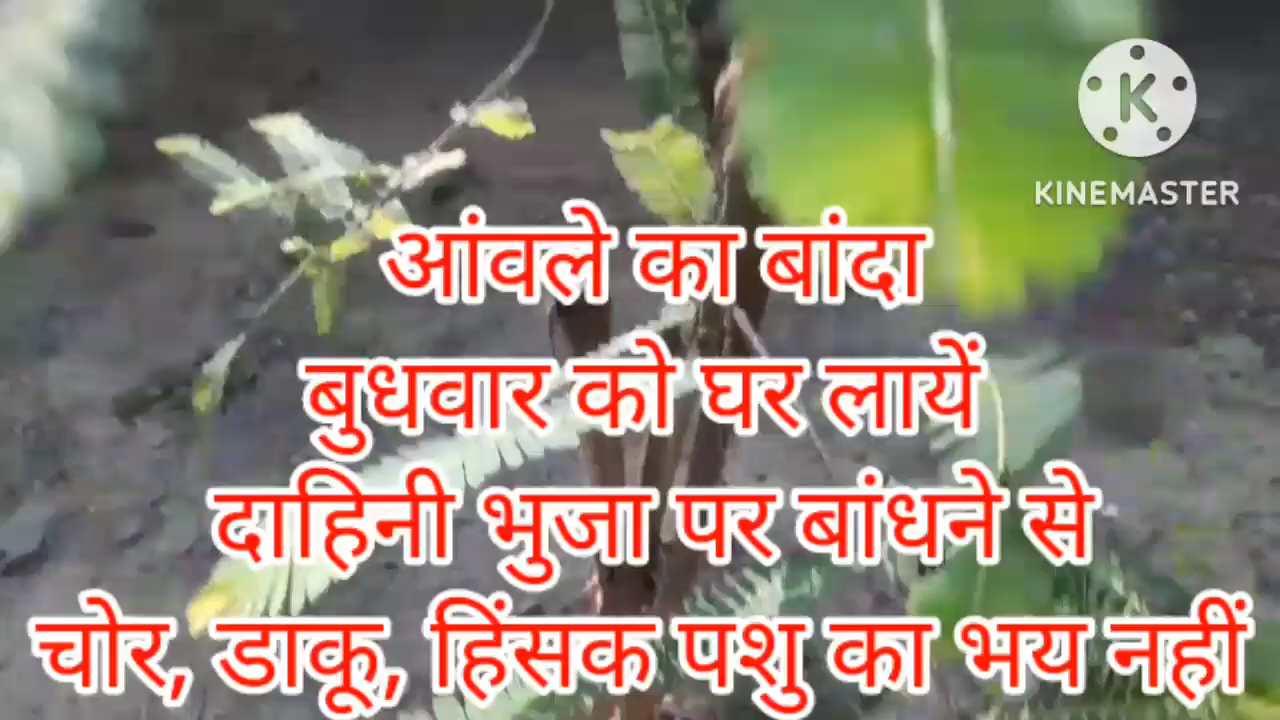 K
KINEMASTER
आंवले का बांदा
बुधवार को घर लायें
दाहिनी भुजा पर बांधने से
चोर, डाकू, हिंसक पशु का भय नहीं